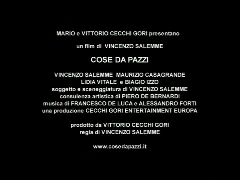 MARIO e VITTORIO CECCHI GORI presentano
un film di VINCENZO SALEMME
COSE DA PAZZI
VINCENZO SALEMME MAURIZIO CASAGRANDE
LIDIA VITALE e BIAGIO IZZO
soggetto e sceneggiatura di VINCENZO SALEMME
consulenza artistica di PIERO DE BERNARDI
musica di FRANCESCO DE LUCA e ALESSANDRO FORTI
una produzione CECCHI GORI ENTERTAINMENT EUROPA
prodotto da VITTORIO CECCHI GORI
regia di VINCENZO SALEMME
www.cosedapazzi.it